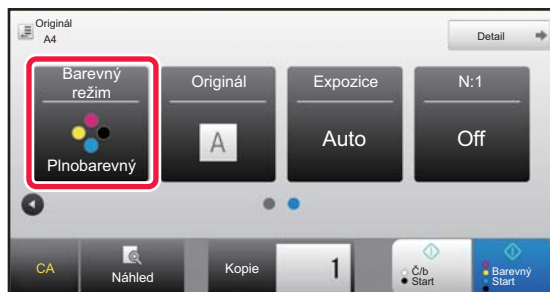 Originál
A4
Detail
Barevný
režim
Plnobarevný
Originál
A
Expozice
Auto
N:1
Off
CA
Náhled
Kopie
1
Č/b
Start
Barevný
Start